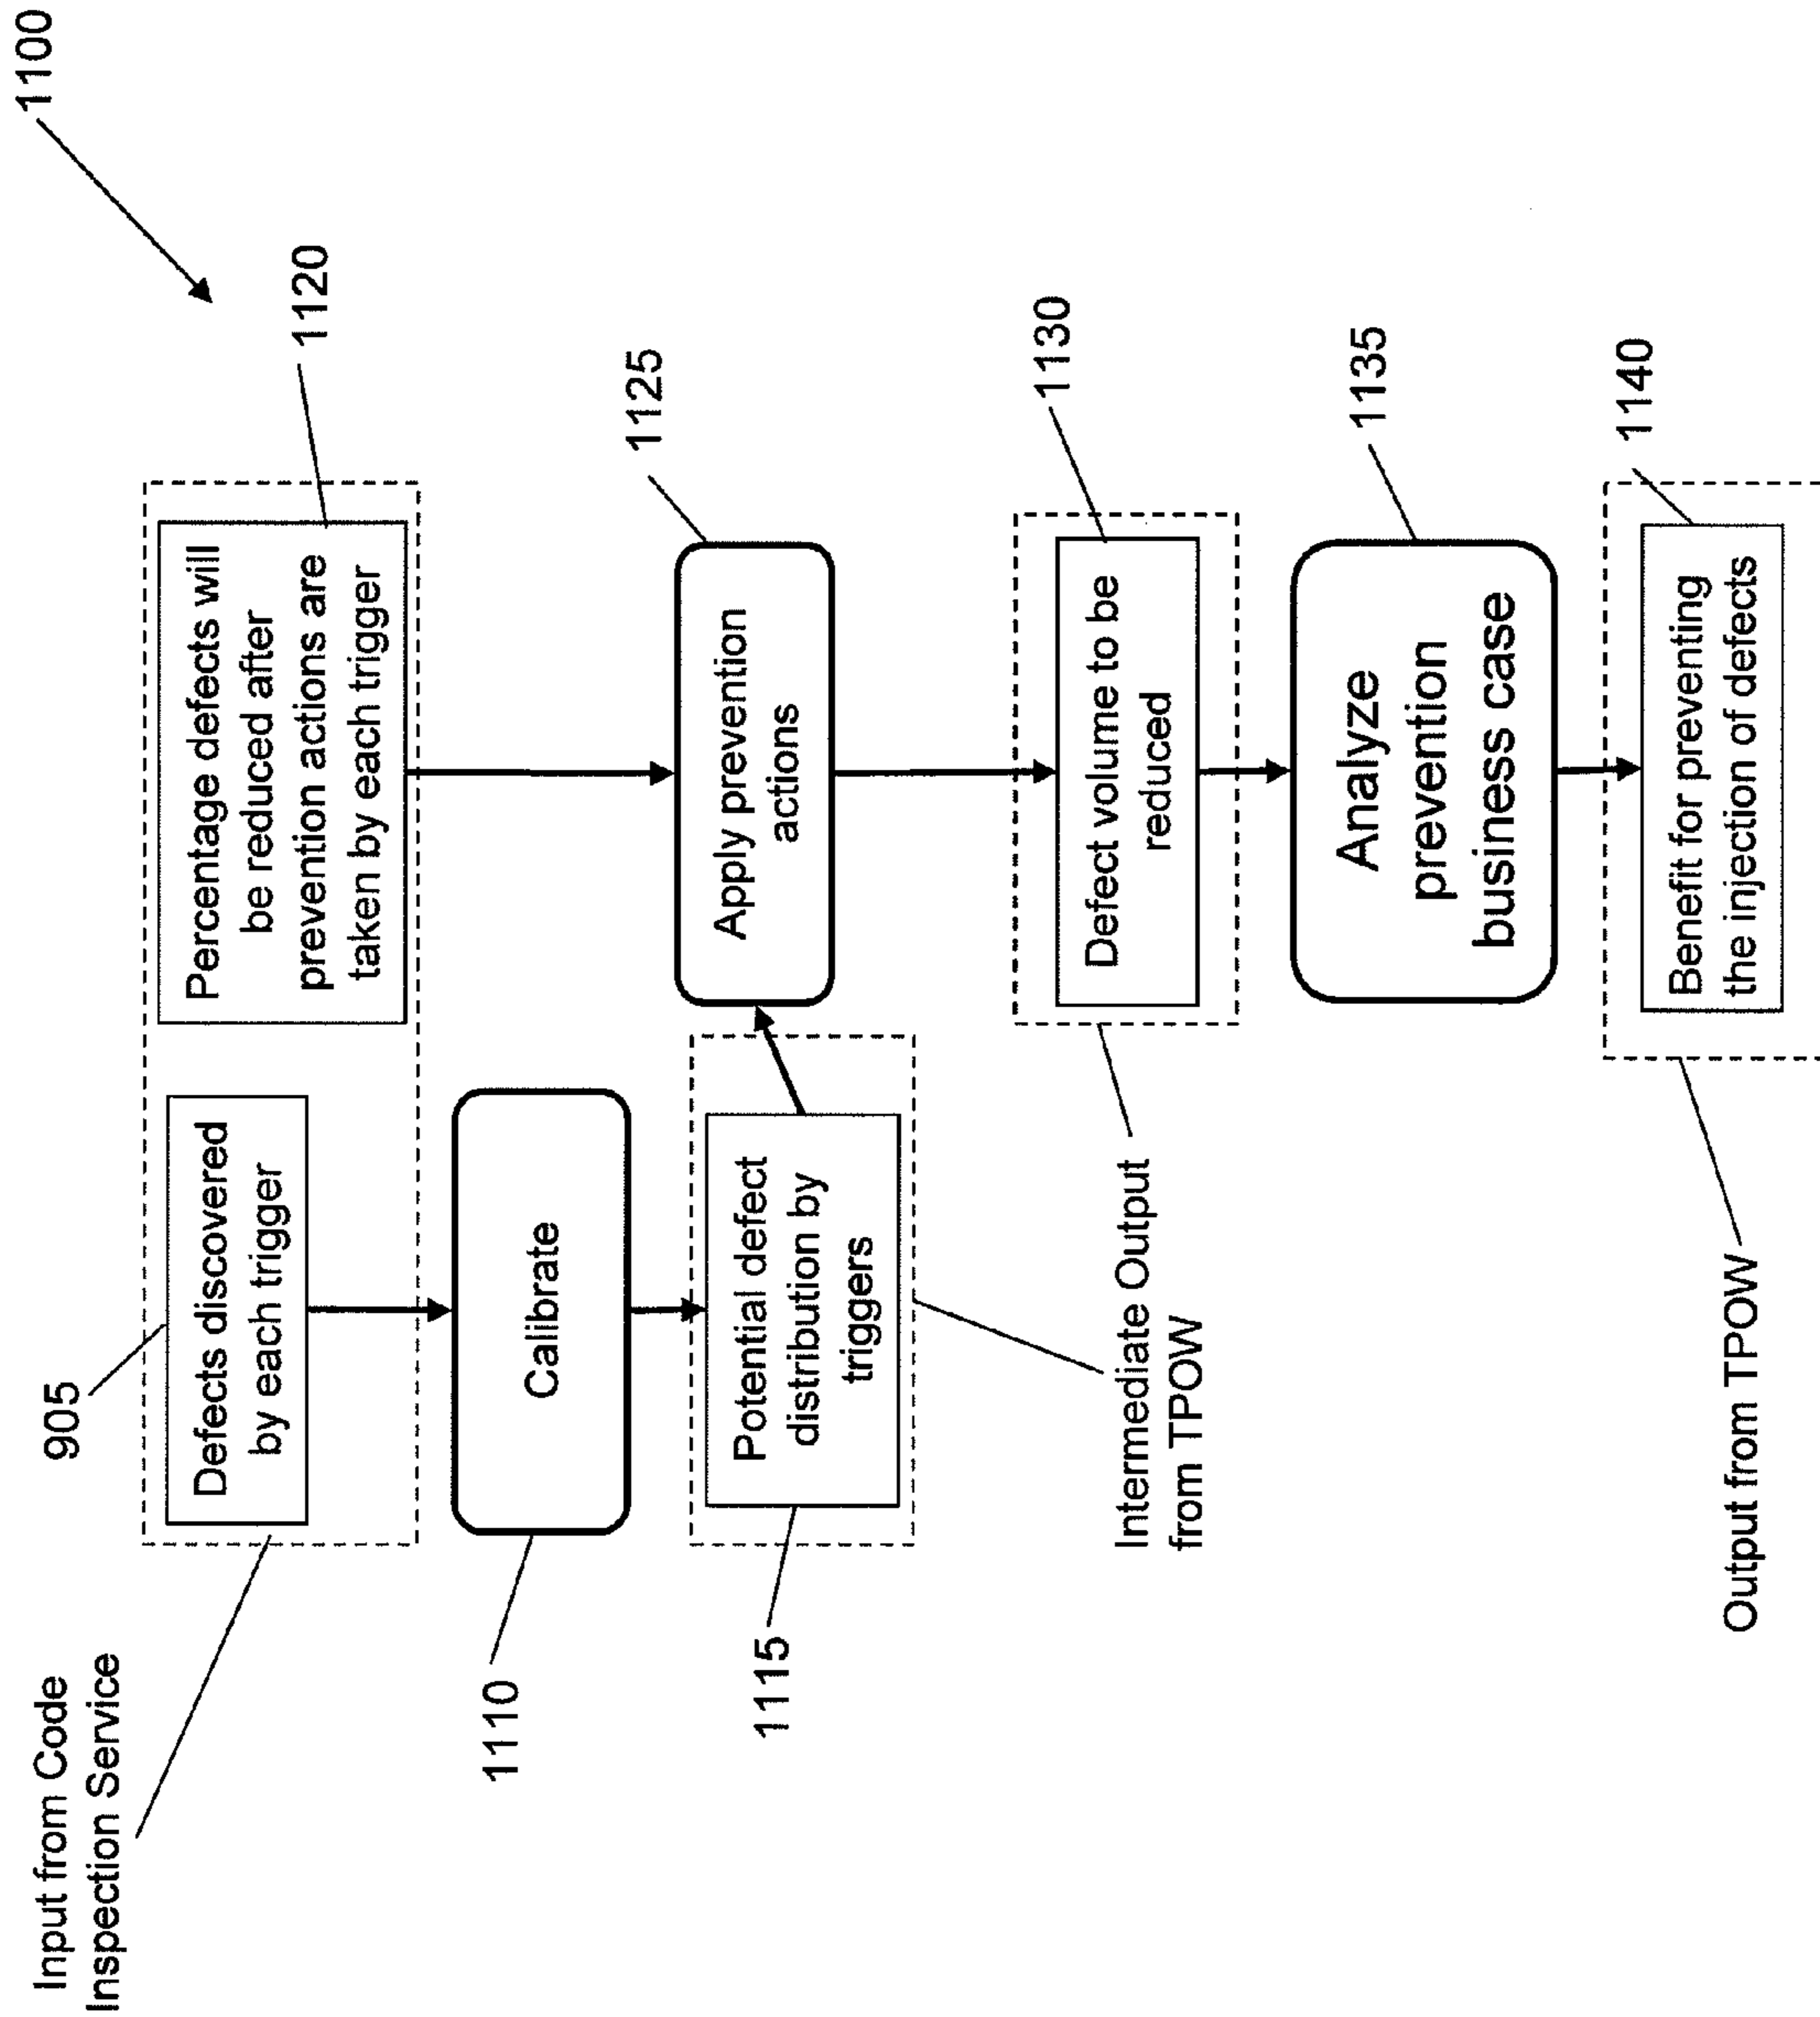 1100
Input from Code
Inspection Service
905
Defects discovered
by each trigger
Percentage defects will
be reduced after
prevention actions are
taken by each trigger
1120
1110
Calibrate
1115
Potential defect
distribution by
triggers
Apply prevention
actions
1125
Intermediate Output
from TPOW
Defect volume to be
reduced
1130
Analyze
prevention
business case
1135
Output from TPOW
Benefit for preventing
the injection of defects
1140